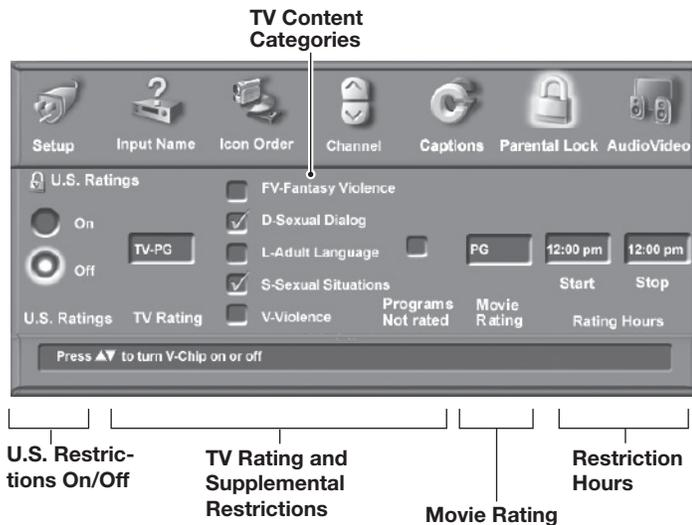 TV Content
Categories
Setup
Input Name
Icon Order
Channel
Captions
Parental Lock
AudioVideo
U.S. Ratings
On
Off
TV-PG
FV-Fantasy Violence
D-Sexual Dialog
L-Adult Language
S-Sexual Situations
V-Violence
PG
12:00 pm
12:00 pm
Start
Stop
U.S. Ratings
TV Rating
Programs
Not rated
Movie
Rating
Rating Hours
Press ▲▼ to turn V-Chip on or off
U.S. Restric-
tions On/Off
TV Rating and
Supplemental
Restrictions
Movie Rating
Restriction
Hours